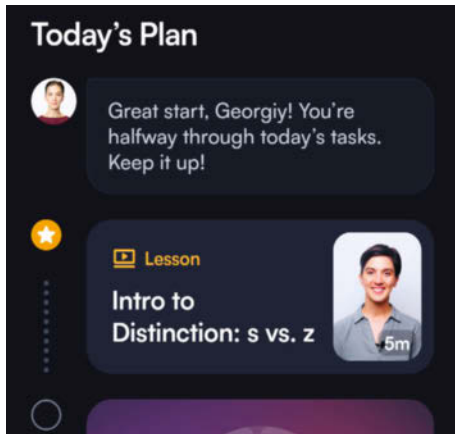 Today’s Plan
Great start, Georgiy! You’re
halfway through today’s tasks.
Keep it up!
Lesson
Intro to
Distinction: s vs. z
5m